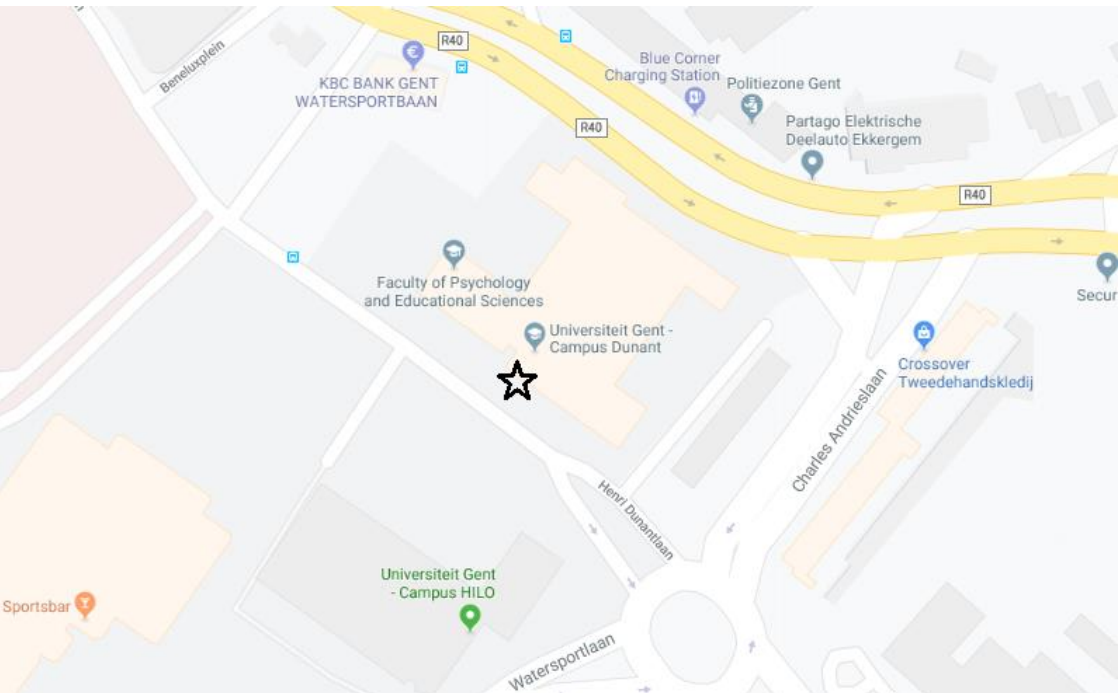 R40
Beneluxplein
KBC BANK GENT
WATERSPORTBAAN
Blue Corner
Charging Station
Politiezone Gent
R40
Partago Elektrische
Deelauto Ekkergem
R40
Faculty of Psychology
and Educational Sciences
Secur
Universiteit Gent -
Campus Dunant
Crossover
Tweedehandskledij
Charles Andrieslaan
Henri Dunantlaan
Universiteit Gent
- Campus HILO
Sportsbar
Watersportlaan